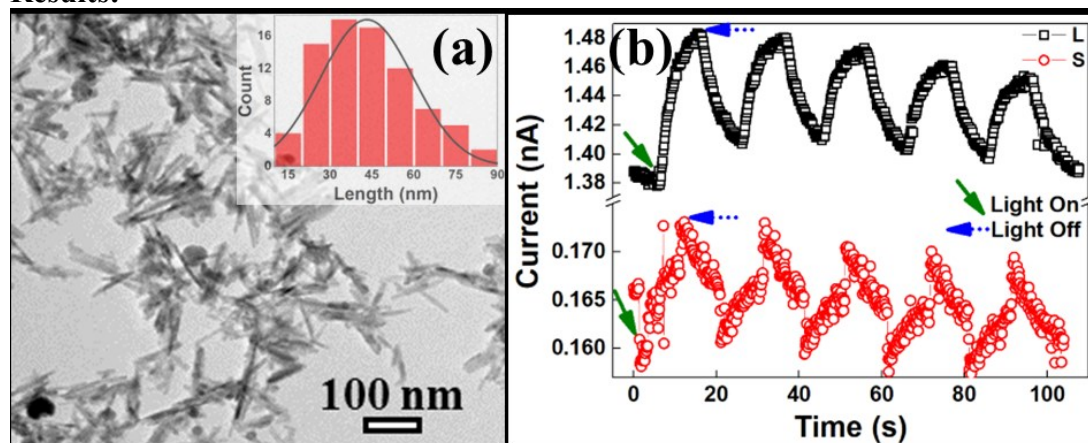 Results:
(a)
Count
16
12
8
4
0
15
30
45
60
75
90
Length (nm)
100 nm
(b)
L
S
Current (nA)
1.48
1.46
1.44
1.42
1.40
1.38
0.170
0.165
0.160
Light On
Light Off
0
20
40
60
80
100
Time (s)